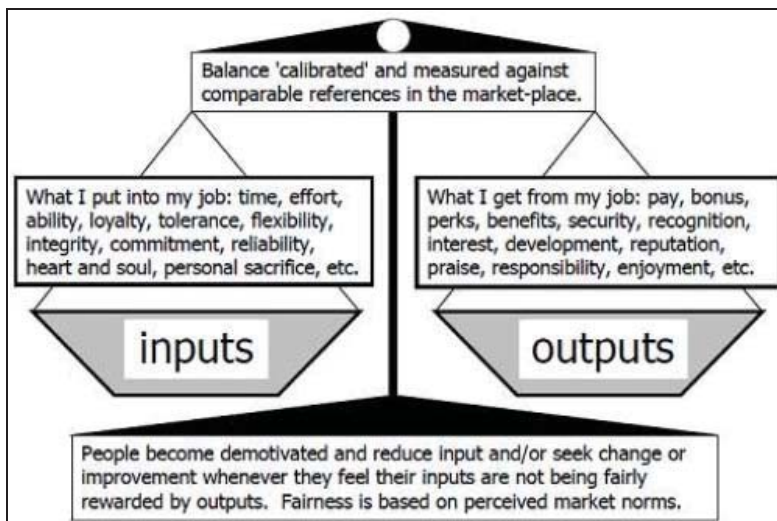 Balance 'calibrated' and measured against
comparable references in the market-place.
What I put into my job: time, effort,
ability, loyalty, tolerance, flexibility,
integrity, commitment, reliability,
heart and soul, personal sacrifice, etc.
What I get from my job: pay, bonus,
perks, benefits, security, recognition,
interest, development, reputation,
praise, responsibility, enjoyment, etc.
inputs
outputs
People become demotivated and reduce input and/or seek change or
improvement whenever they feel their inputs are not being fairly
rewarded by outputs. Fairness is based on perceived market norms.